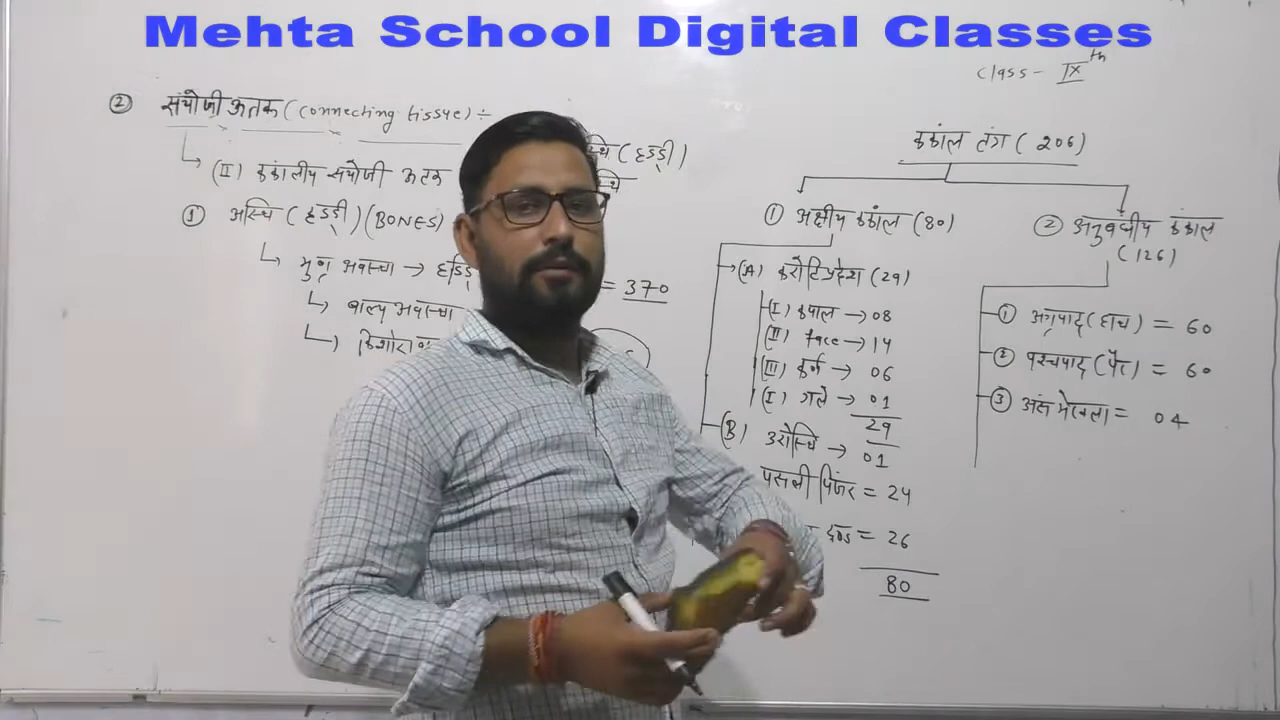 Mehta School Digital Classes
Class - IXth
② संयोजी ऊतक (connecting tissue) ÷
(II) कंकालीय संयोजी ऊतक
① अस्थि (हड्डी) (BONES)
भ्रूण अवस्था →
= 370
बाल्य अवस्था
(हड्डी)
कंकाल तंत्र (206)
① अक्षीय कंकाल (80)
(A) करोटिप्रदेश (29)
(I) कपाल → 08
(II) face → 14
(III) कर्ण → 06
(I) गले → 01
29
(B) उरोस्थि → 01
पसली पिंजर = 24
= 26
80
② अनुबंधीय कंकाल
(126)
① अग्रपाद (हाथ) = 60
② पश्चपाद (पैर) = 60
③ अंस मेखला = 04